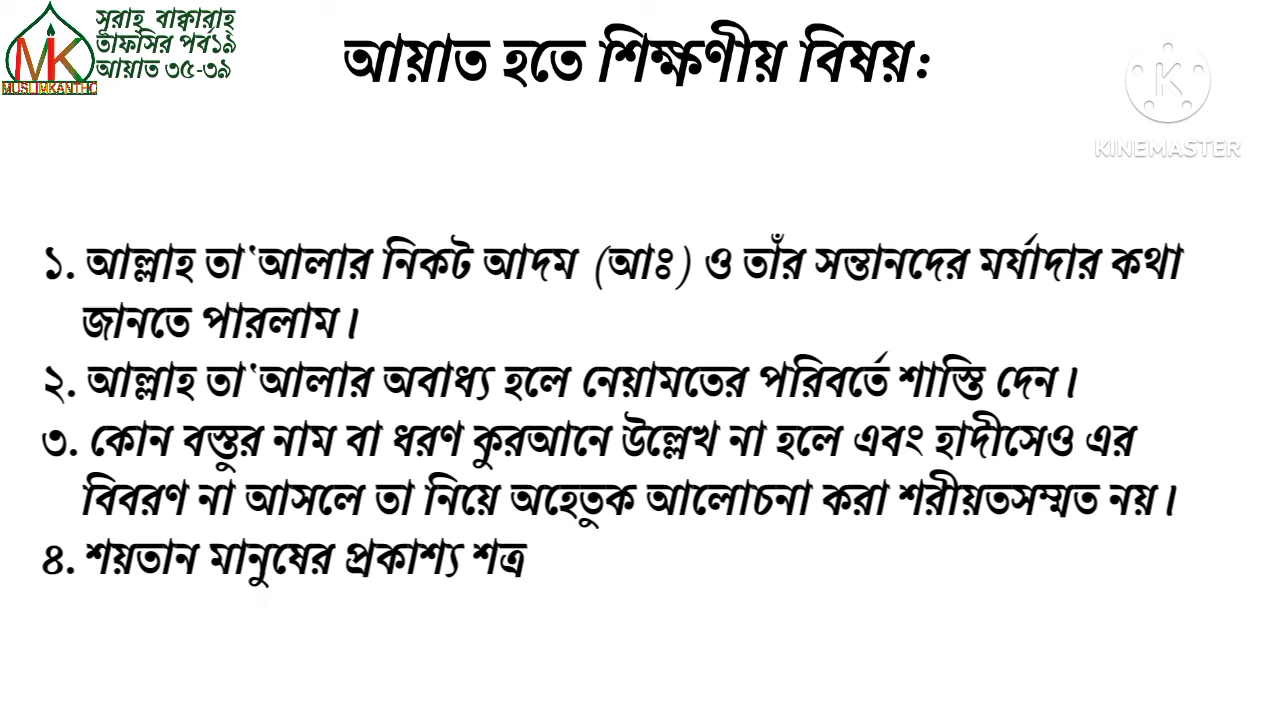 সূরাহ্ বাক্বারাহ্
তাফসির পর্ব১৯
আয়াত ৩৫-৩৯
MK
MUSLIMKANTHO
আয়াত হতে শিক্ষণীয় বিষয়ঃ
K
KINEMASTER
১. আল্লাহ তা'আলার নিকট আদম (আঃ) ও তাঁর সন্তানদের মর্যাদার কথা
জানতে পারলাম।
২. আল্লাহ তা'আলার অবাধ্য হলে নেয়ামতের পরিবর্তে শাস্তি দেন।
৩. কোন বস্তুর নাম বা ধরণ কুরআনে উল্লেখ না হলে এবং হাদীসেও এর
বিবরণ না আসলে তা নিয়ে অহেতুক আলোচনা করা শরীয়তসম্মত নয়।
৪. শয়তান মানুষের প্রকাশ্য শত্র